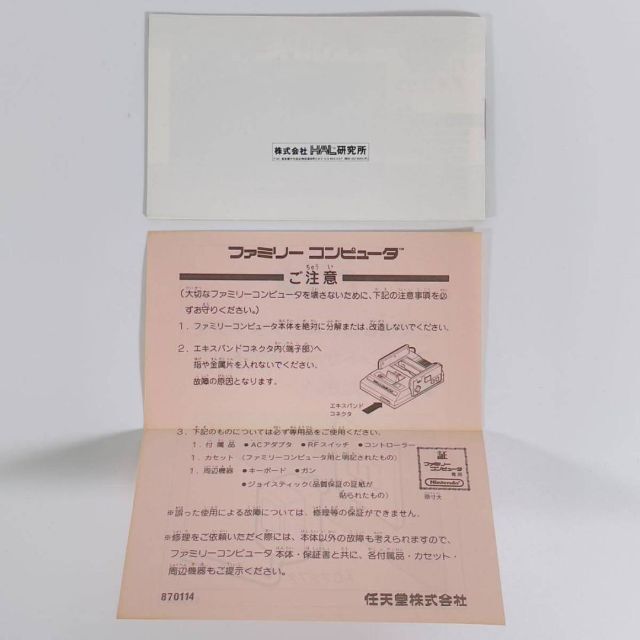 株式会社 HAL研究所
ファミリー コンピュータ™
ご注意
(大切なファミリーコンピュータを壊さないために、下記の注意事項を必
ずお守りください。)
1. ファミリーコンピュータ本体を絶対に分解または、改造しないでください。
2. エキスパンドコネクタ内(端子部)へ
指や金属片を入れないでください。
故障の原因となります。
エキスパンド
コネクタ
3. 下記のものについては必ず専用品をご使用ください。
1. 付属品 ●ACアダプタ ●RFスイッチ ●コントローラー
1. カセット (ファミリーコンピュータ用と明記されたもの)
1. 周辺機器 ●キーボード ●ガン
●ジョイスティック(品質保証の証紙が
貼られたもの)
証
ファミリー
コンピュータ
専用
Nintendo
原寸大
※誤った使用による故障については、修理等の保証ができません。
※修理をご依頼いただく際には、本体以外の故障も考えられますので、
ファミリーコンピュータ本体・保証書と共に、各付属品・カセット・
周辺機器もご提示ください。
870114
任天堂株式会社